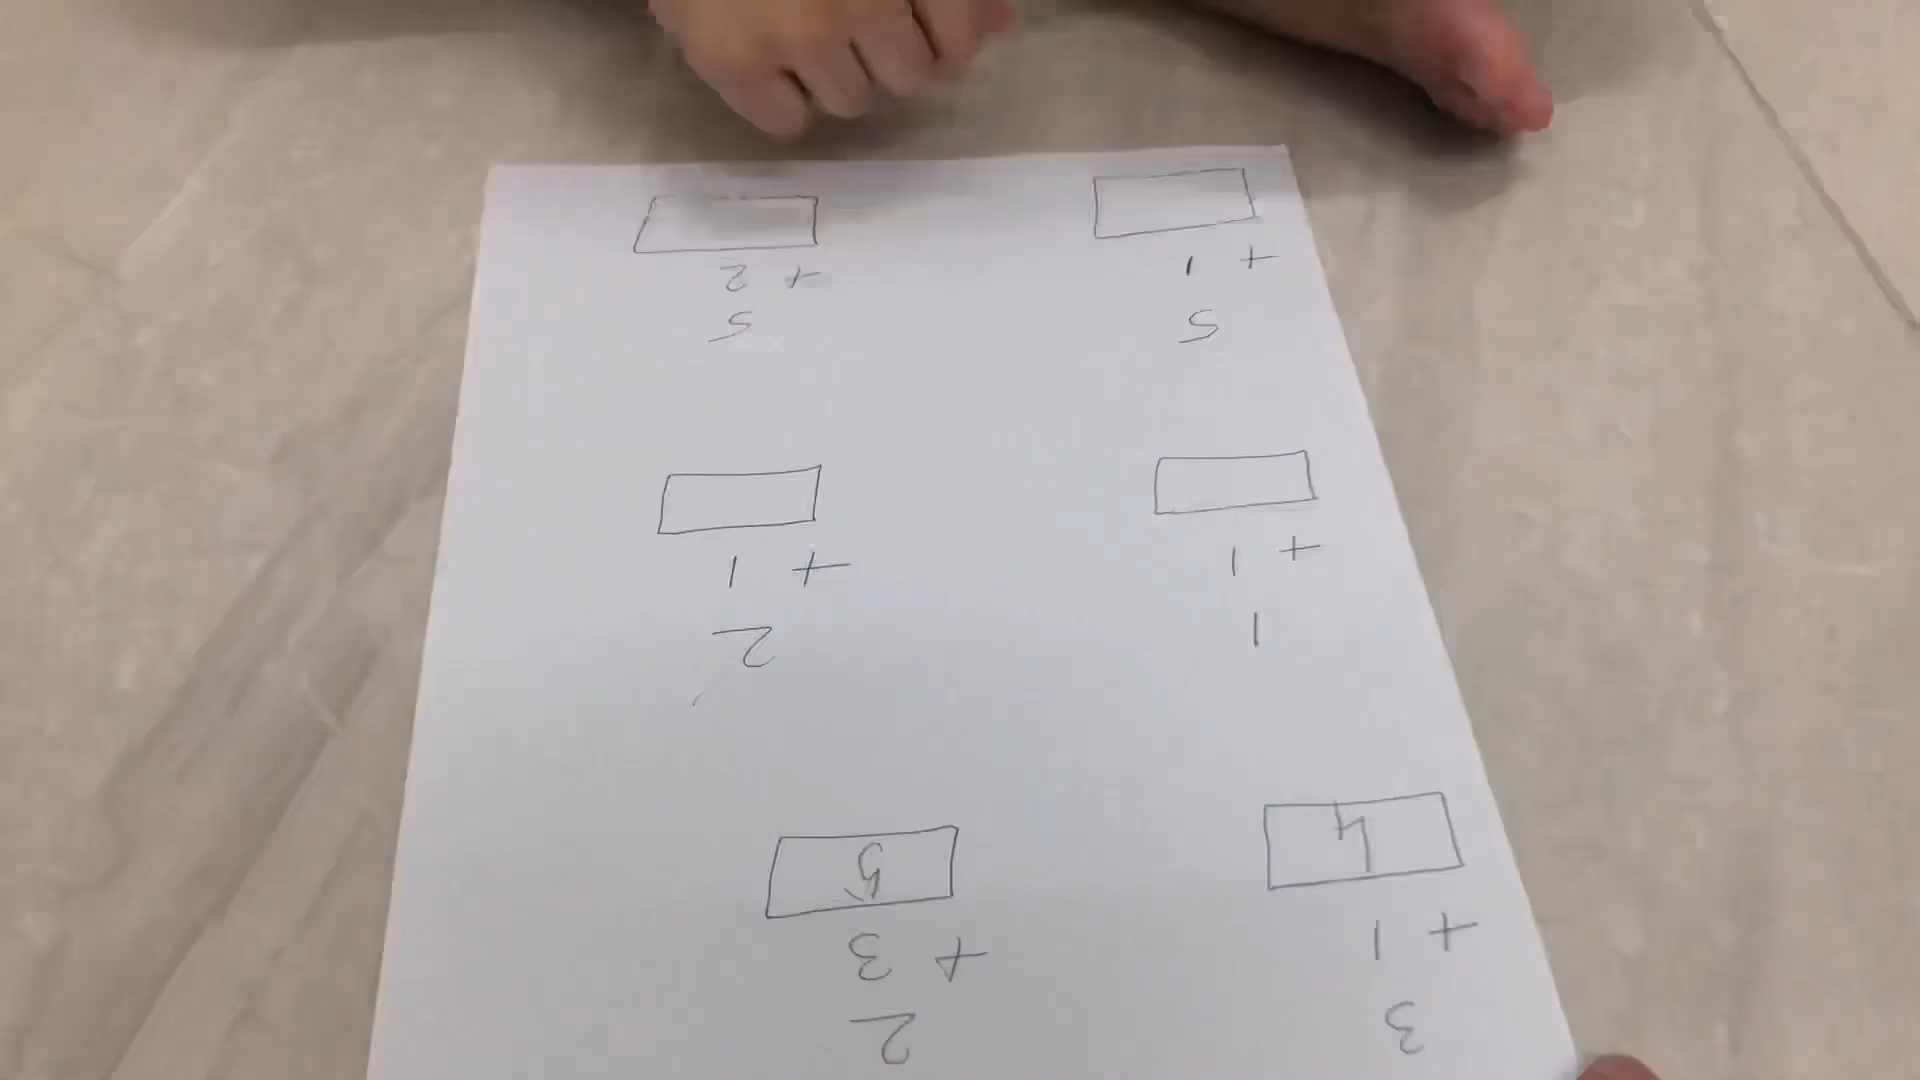 3 2
+ 1 + 3
4 5
1 2
+ 1 + 1
5 5
+ 1 + 2